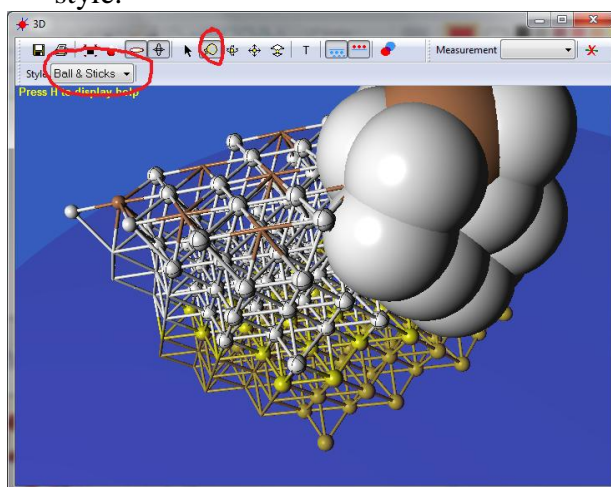 style.
3D
T
Measurement
Style Ball & Sticks
Press H to display help